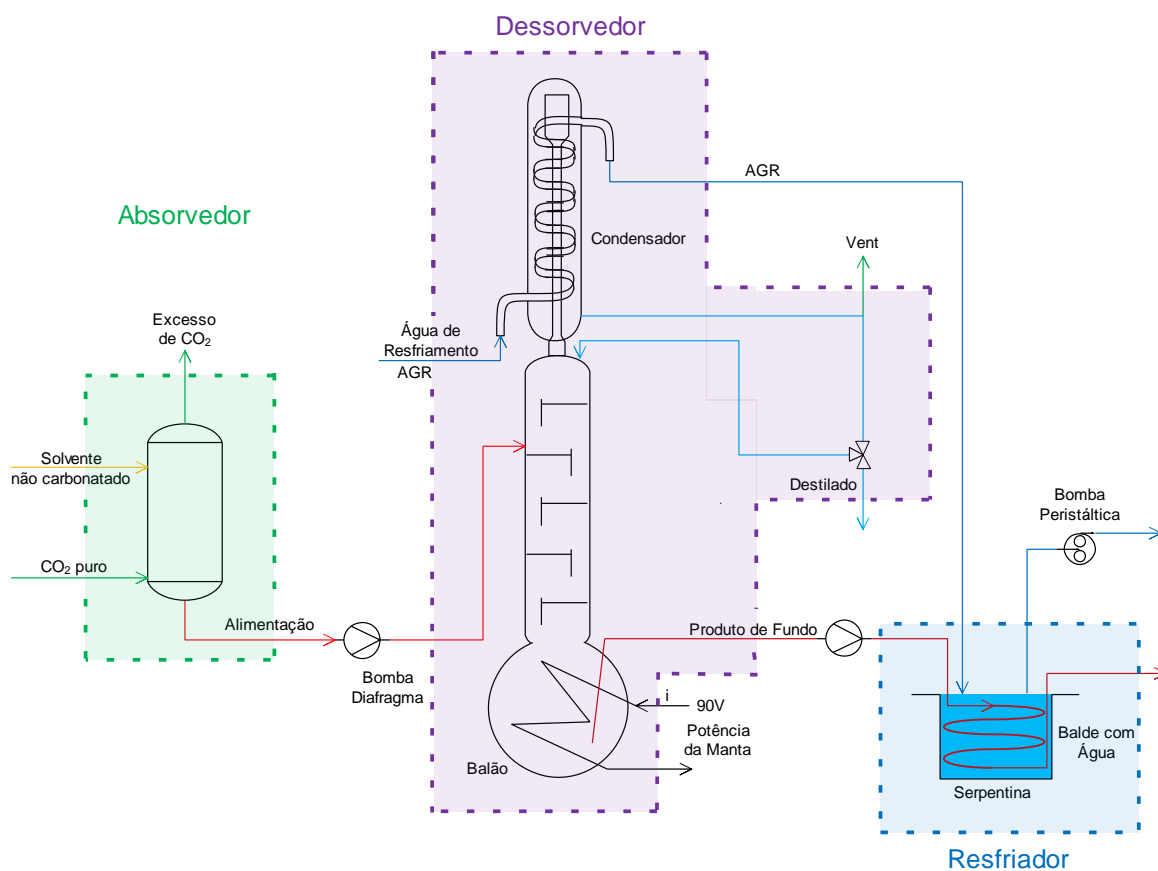 Dessorvedor
AGR
Absorvedor
Condensador
Vent
Excesso
de CO₂
Água de
Resfriamento
AGR
Solvente
não carbonatado
Destilado
Bomba
Peristáltica
CO₂ puro
Alimentação
Produto de Fundo
Bomba
Diafragma
i
90V
Potência
da Manta
Balão
Balde com
Água
Serpentina
Resfriador